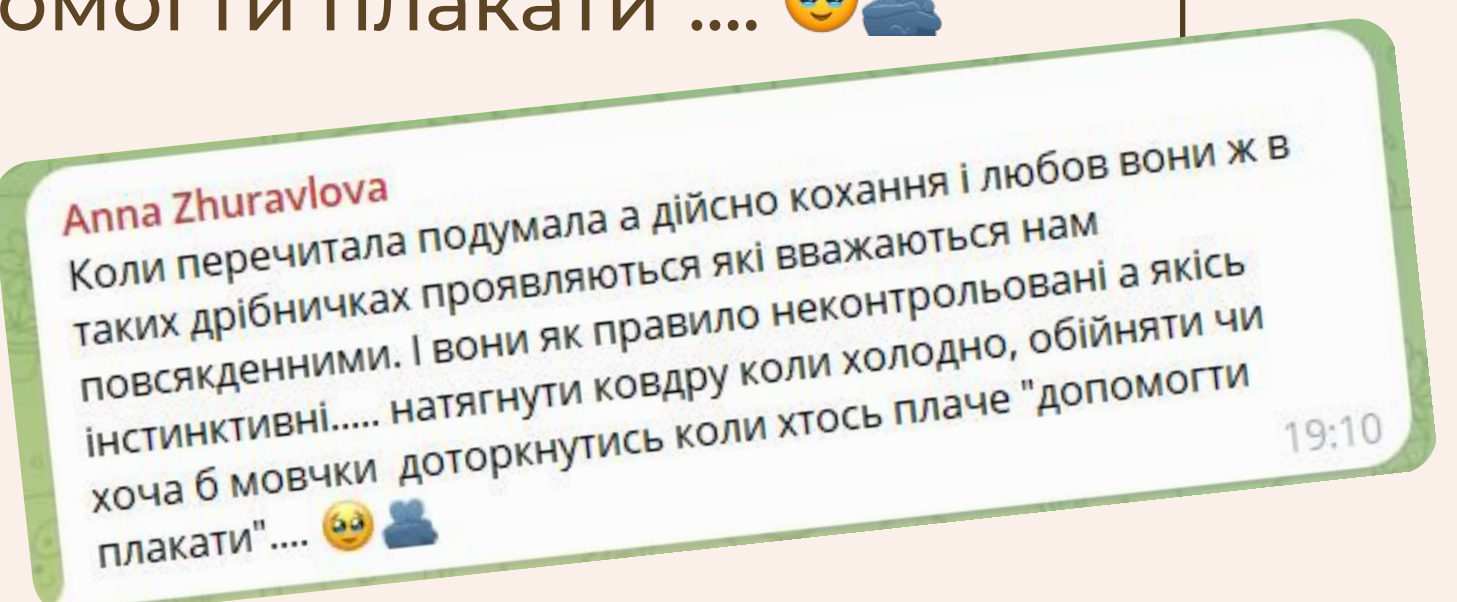 плакати".... 🥹🫂
Anna Zhuravlova
Коли перечитала подумала а дійсно кохання і любов вони ж в
таких дрібничках проявляються які вважаються нам
повсякденними. І вони як правило неконтрольовані а якісь
інстинктивні..... натягнути ковдру коли холодно, обійняти чи
хоча б мовчки доторкнутись коли хтось плаче "допомогти
плакати".... 🥹🫂
19:10